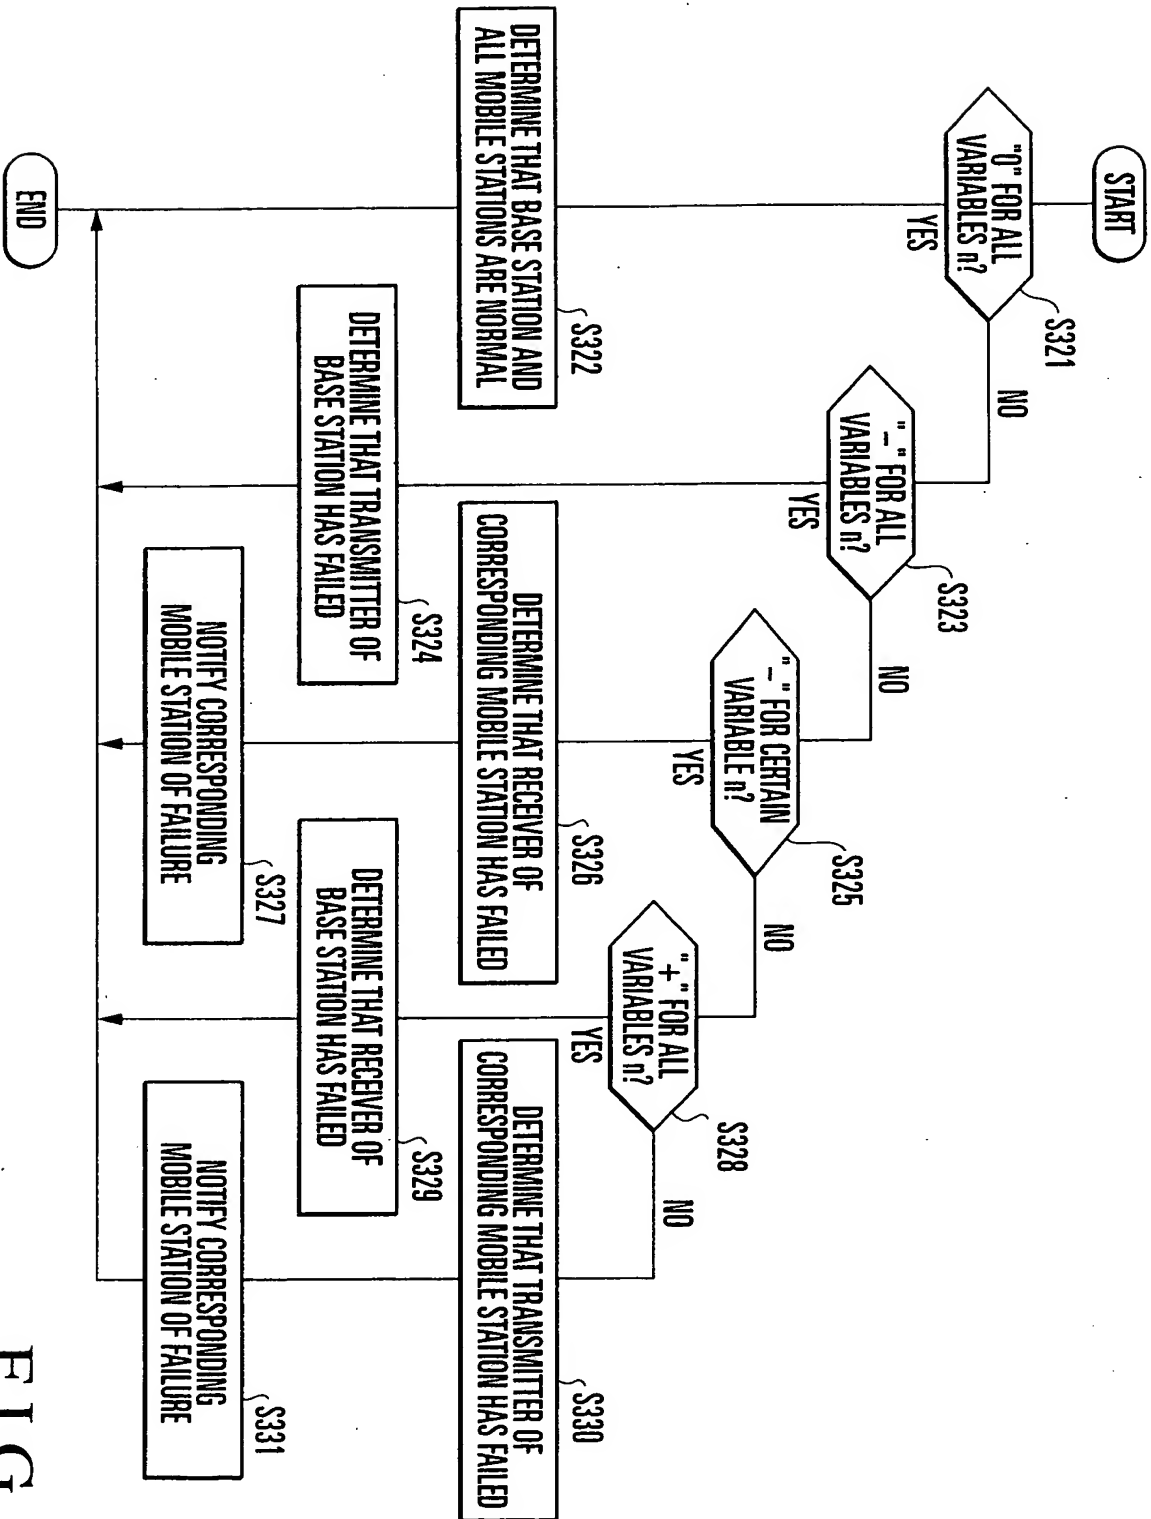 START
"0" FOR ALL
VARIABLES n?
S321
YES
NO
DETERMINE THAT BASE STATION AND
ALL MOBILE STATIONS ARE NORMAL
S322
"–" FOR ALL
VARIABLES n?
S323
YES
NO
DETERMINE THAT TRANSMITTER OF
BASE STATION HAS FAILED
S324
"–" FOR CERTAIN
VARIABLE n?
S325
YES
NO
DETERMINE THAT RECEIVER OF
CORRESPONDING MOBILE STATION HAS FAILED
S326
NOTIFY CORRESPONDING
MOBILE STATION OF FAILURE
S327
"+" FOR ALL
VARIABLES n?
S328
YES
NO
DETERMINE THAT RECEIVER OF
BASE STATION HAS FAILED
S329
DETERMINE THAT TRANSMITTER OF
CORRESPONDING MOBILE STATION HAS FAILED
S330
NOTIFY CORRESPONDING
MOBILE STATION OF FAILURE
S331
END
FIG